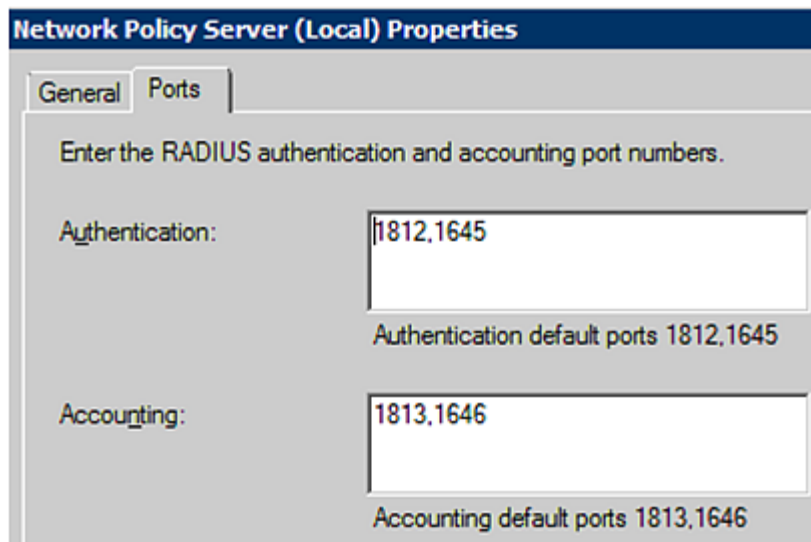 Network Policy Server (Local) Properties
General Ports
Enter the RADIUS authentication and accounting port numbers.
Authentication: 1812,1645
Authentication default ports 1812,1645
Accounting: 1813,1646
Accounting default ports 1813,1646